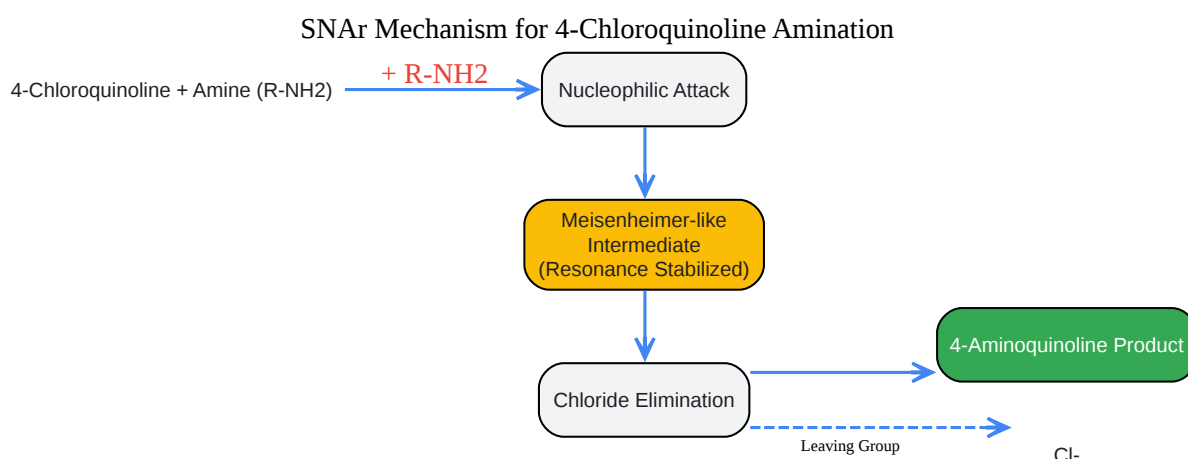 SNAr Mechanism for 4-Chloroquinoline Amination
4-Chloroquinoline + Amine (R-NH2)
+ R-NH2
Nucleophilic Attack
Meisenheimer-like
Intermediate
(Resonance Stabilized)
4-Aminoquinoline Product
Chloride Elimination
Leaving Group
Cl-